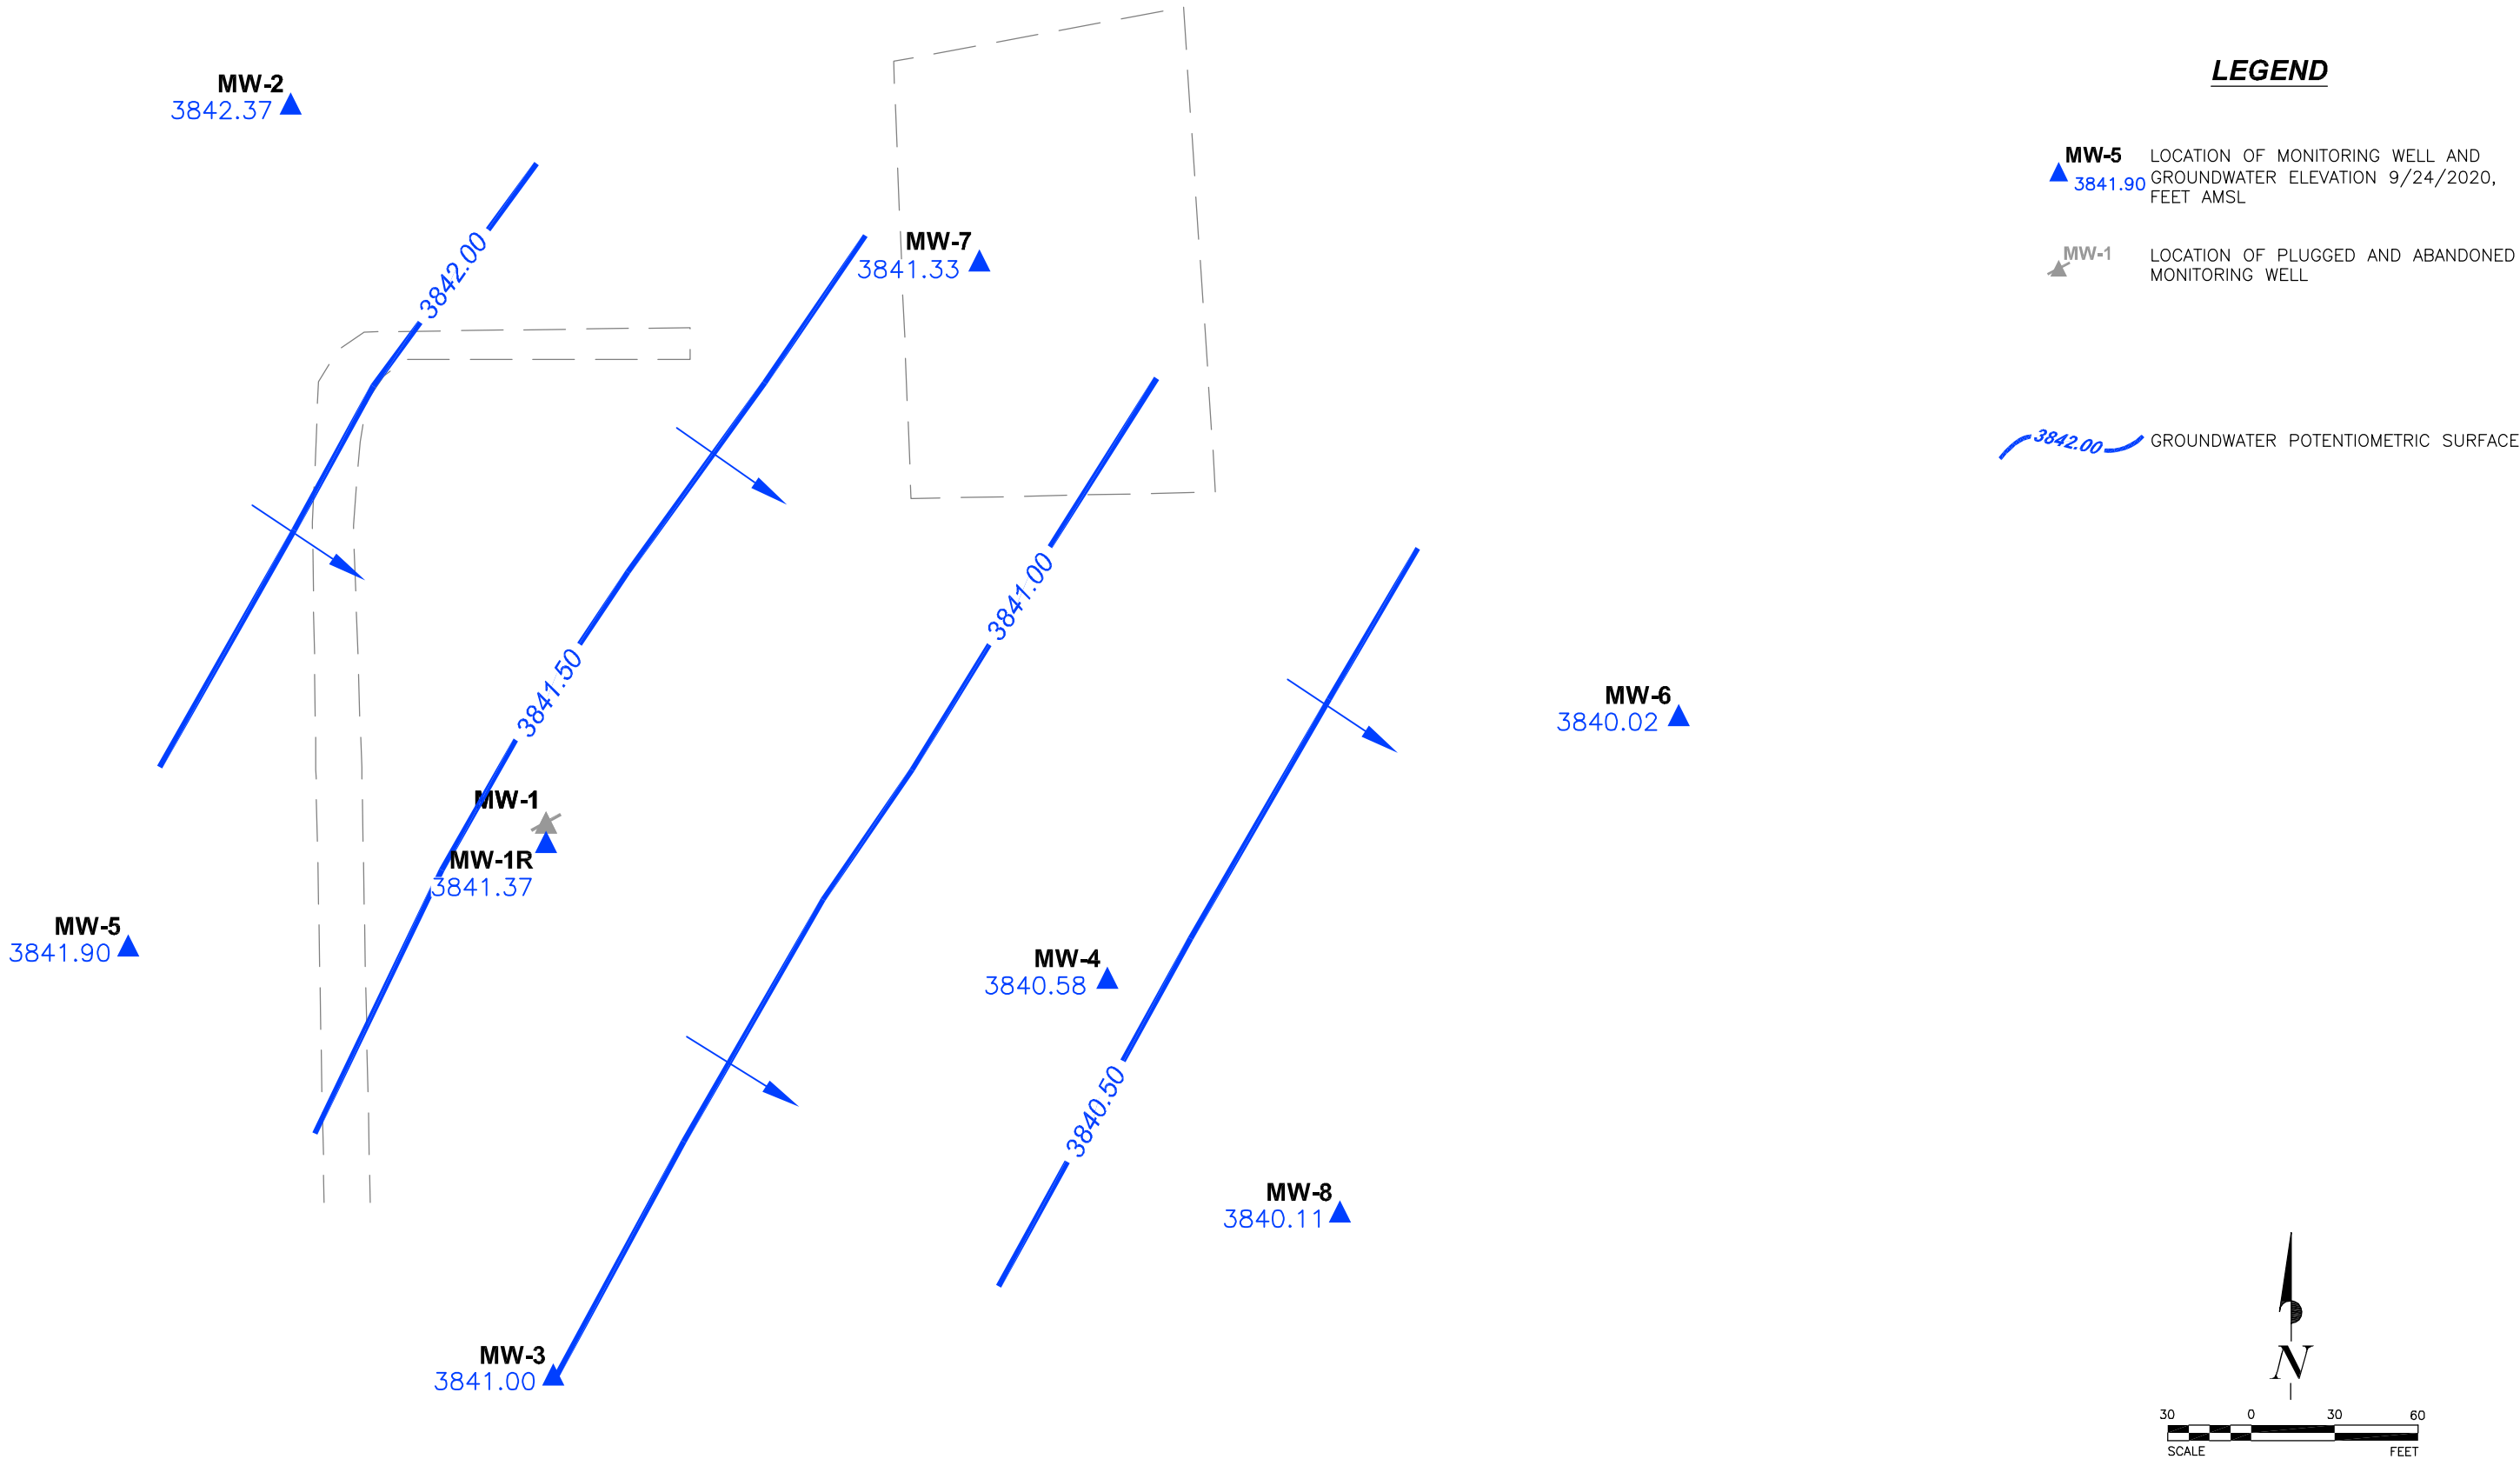 LEGEND
MW-2
3842.37
MW-5
3841.90
LOCATION OF MONITORING WELL AND
GROUNDWATER ELEVATION 9/24/2020,
FEET AMSL
MW-7
3841.33
3842.00
MW-1
LOCATION OF PLUGGED AND ABANDONED
MONITORING WELL
3842.00
GROUNDWATER POTENTIOMETRIC SURFACE
3841.00
3841.50
MW-6
3840.02
MW-1
MW-1R
3841.37
MW-5
3841.90
MW-4
3840.58
3840.50
MW-8
3840.11
MW-3
3841.00
N
30 0 30 60
SCALE FEET